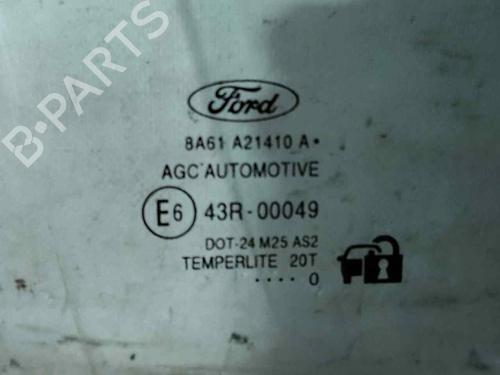 B-PARTS
Ford
8A61 A21410 A•
AGC AUTOMOTIVE
E6 43R-00049
DOT-24 M25 AS2
TEMPERLITE 20T
•••• 0